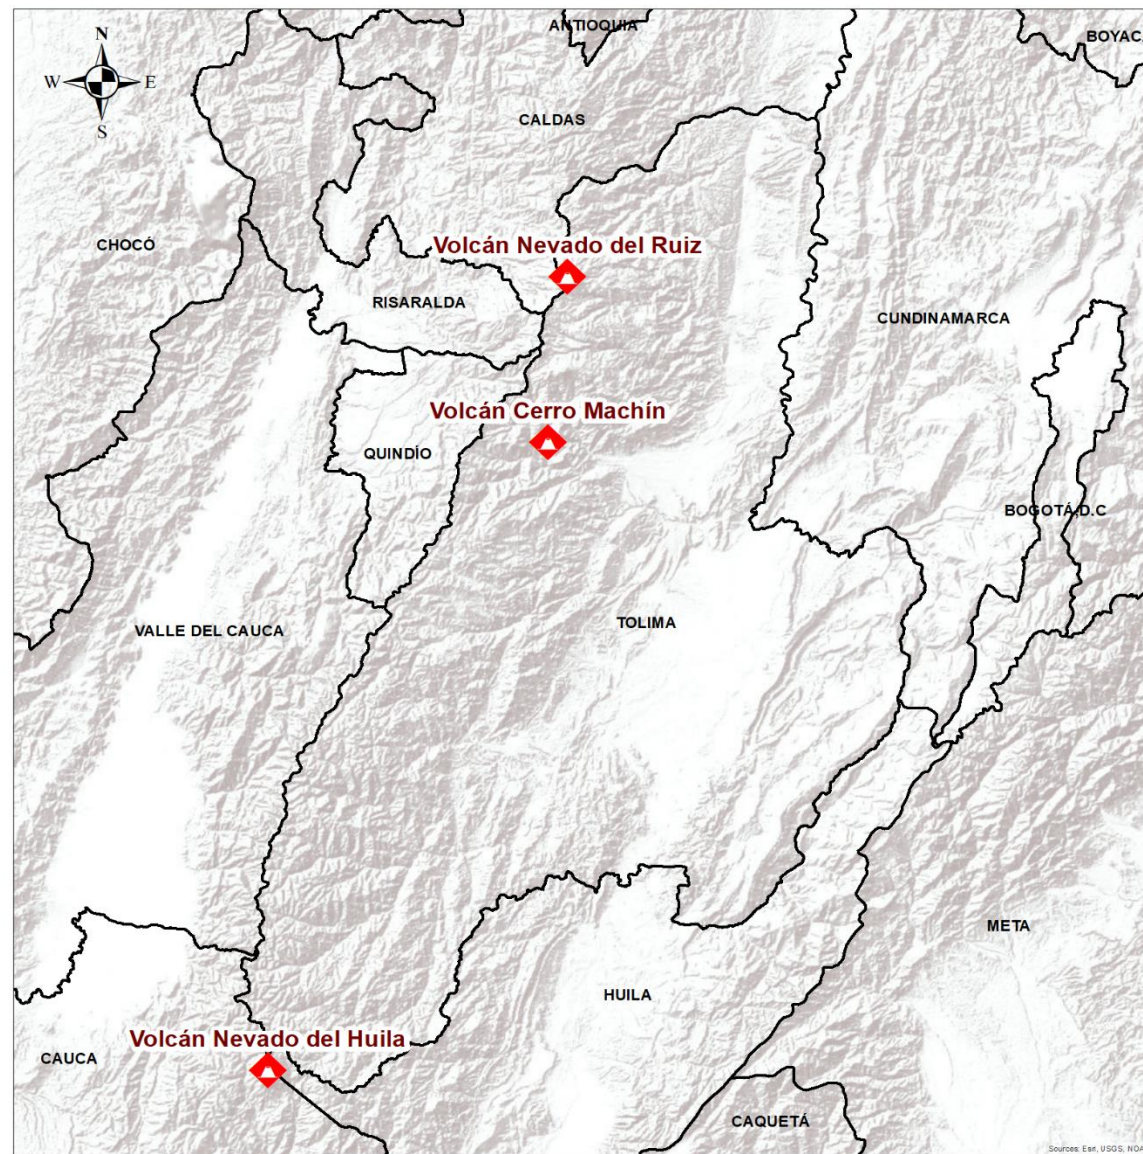 ANTIOQUIA
BOYAC
N
W
E
S
CALDAS
CHOCÓ
Volcán Nevado del Ruiz
RISARALDA
CUNDINAMARCA
Volcán Cerro Machín
QUINDÍO
BOGOTÁ,D.C
VALLE DEL CAUCA
TOLIMA
META
HUILA
Volcán Nevado del Huila
CAUCA
CAQUETÁ
Sources: Esri, USGS, NOA